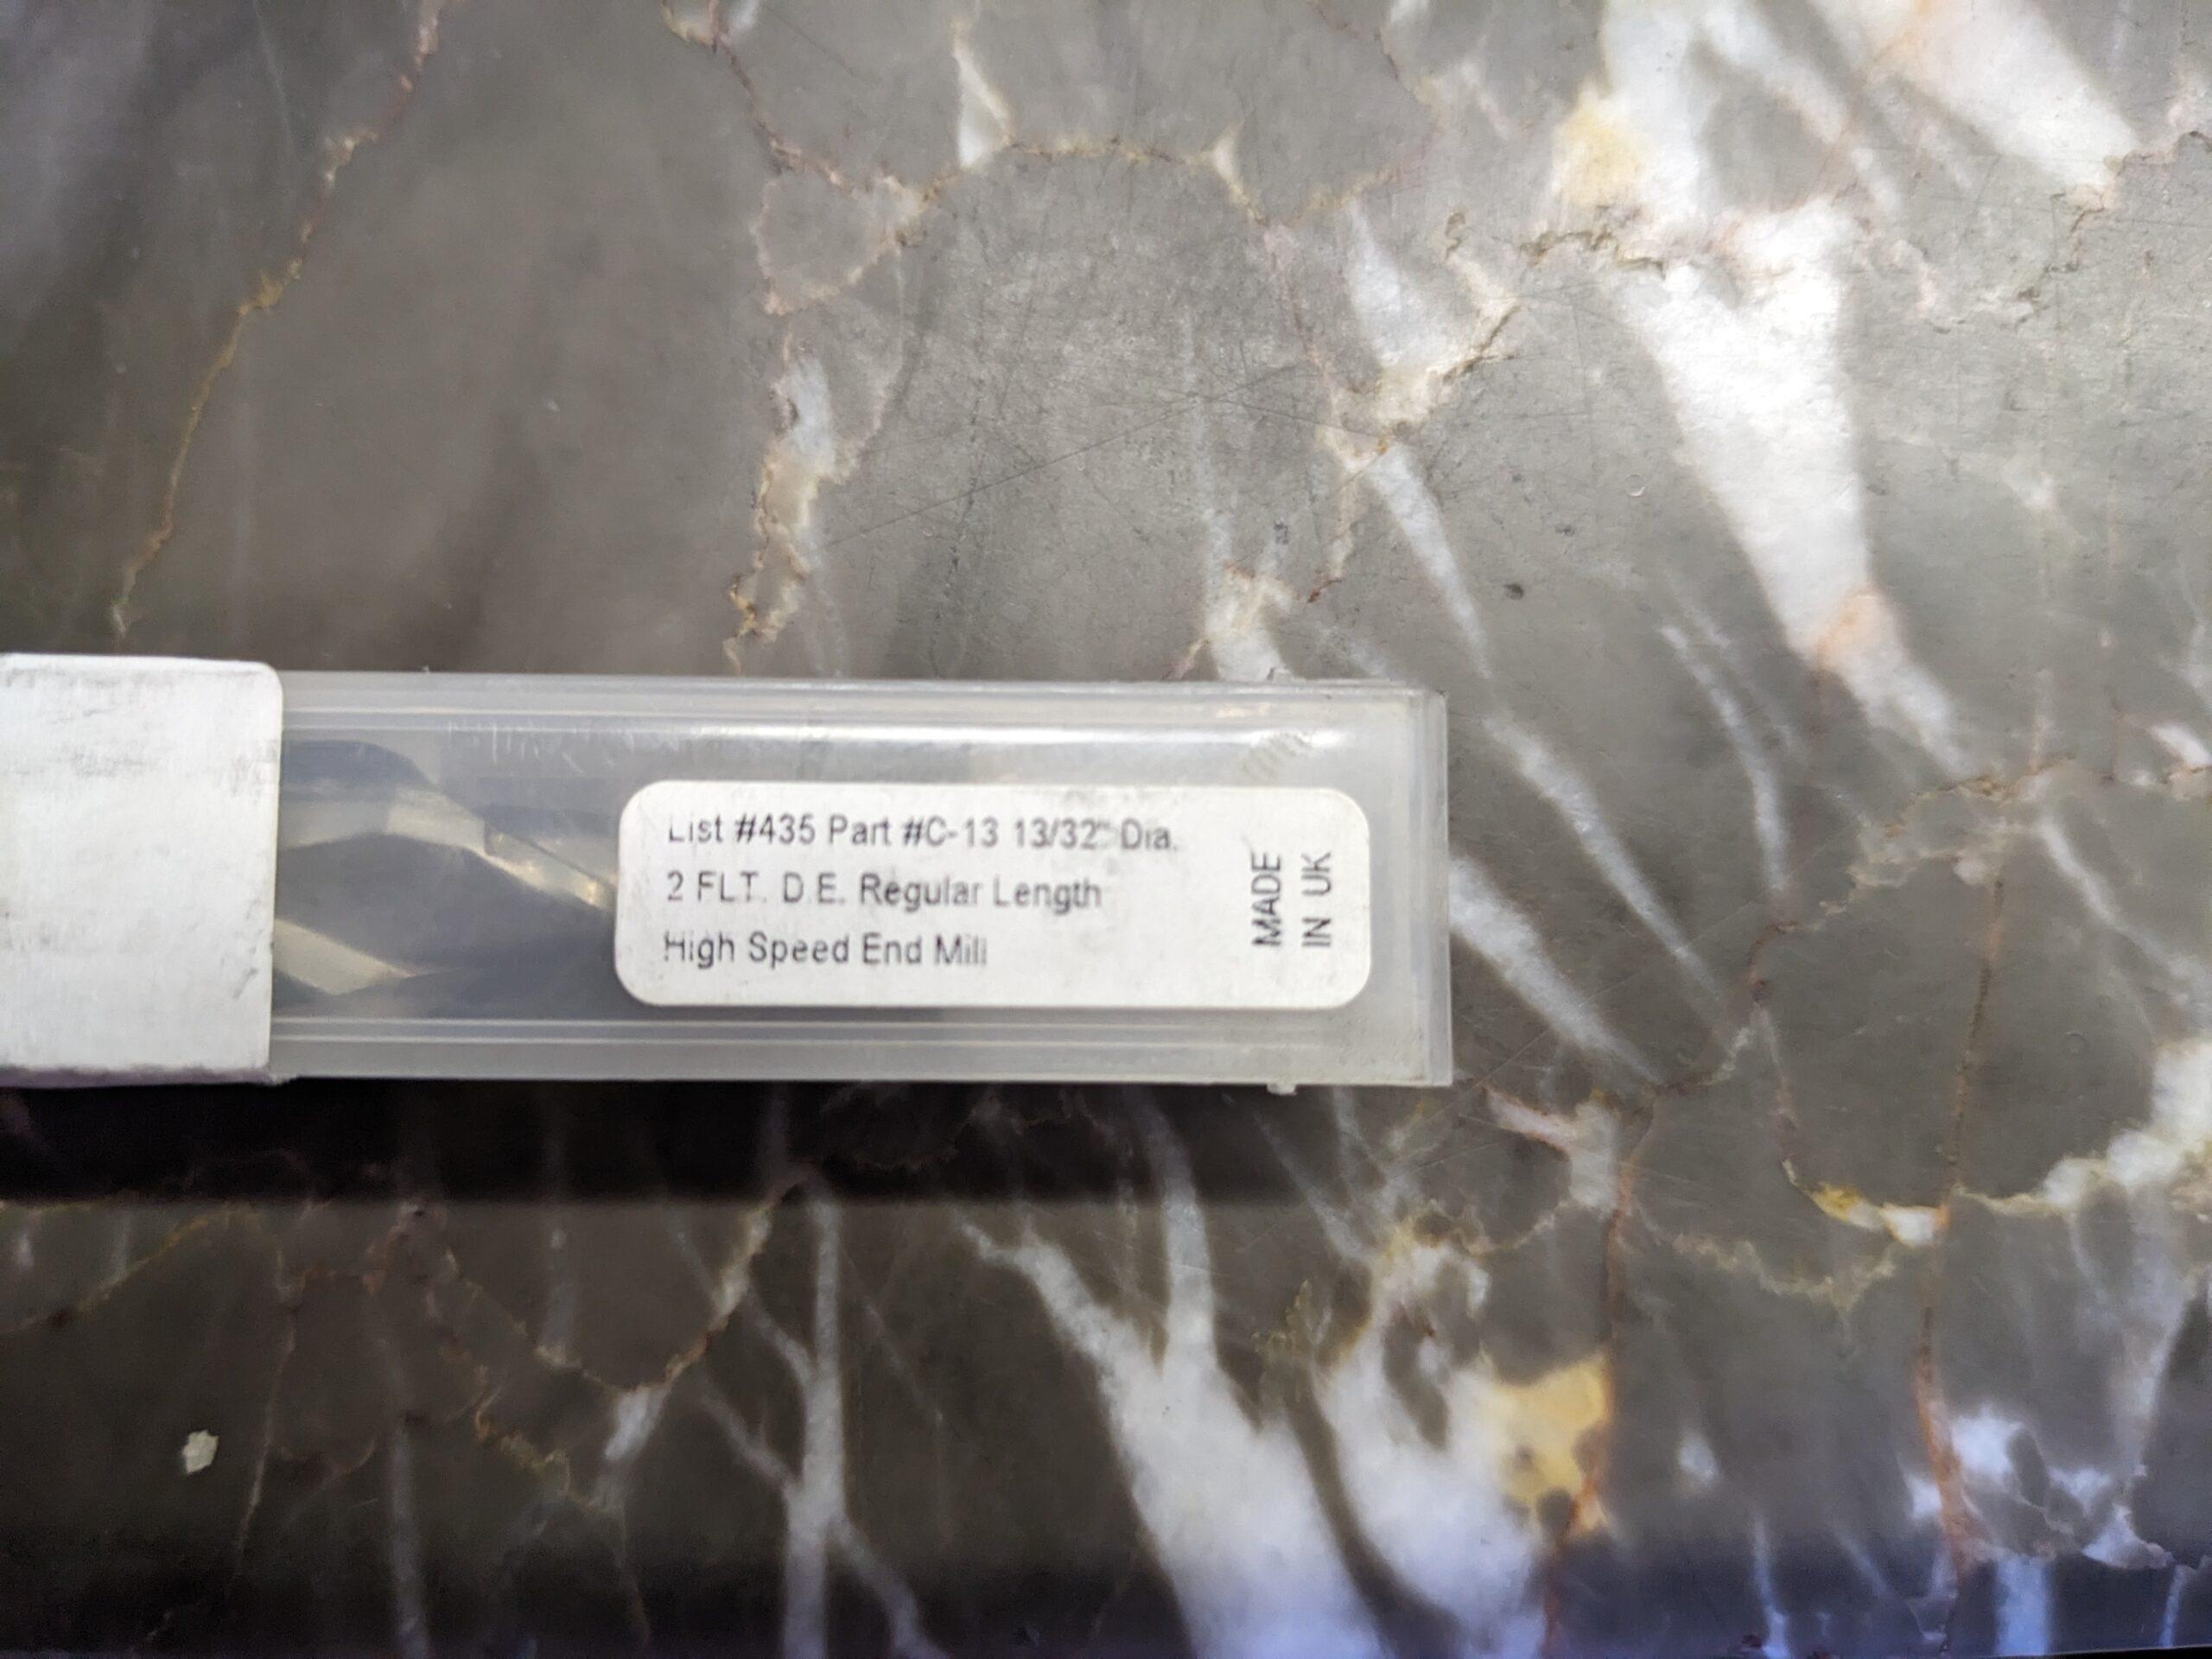 List #435 Part #C-13 13/32" Dia.
2 FLT. D.E. Regular Length
High Speed End Mill
MADE
IN UK